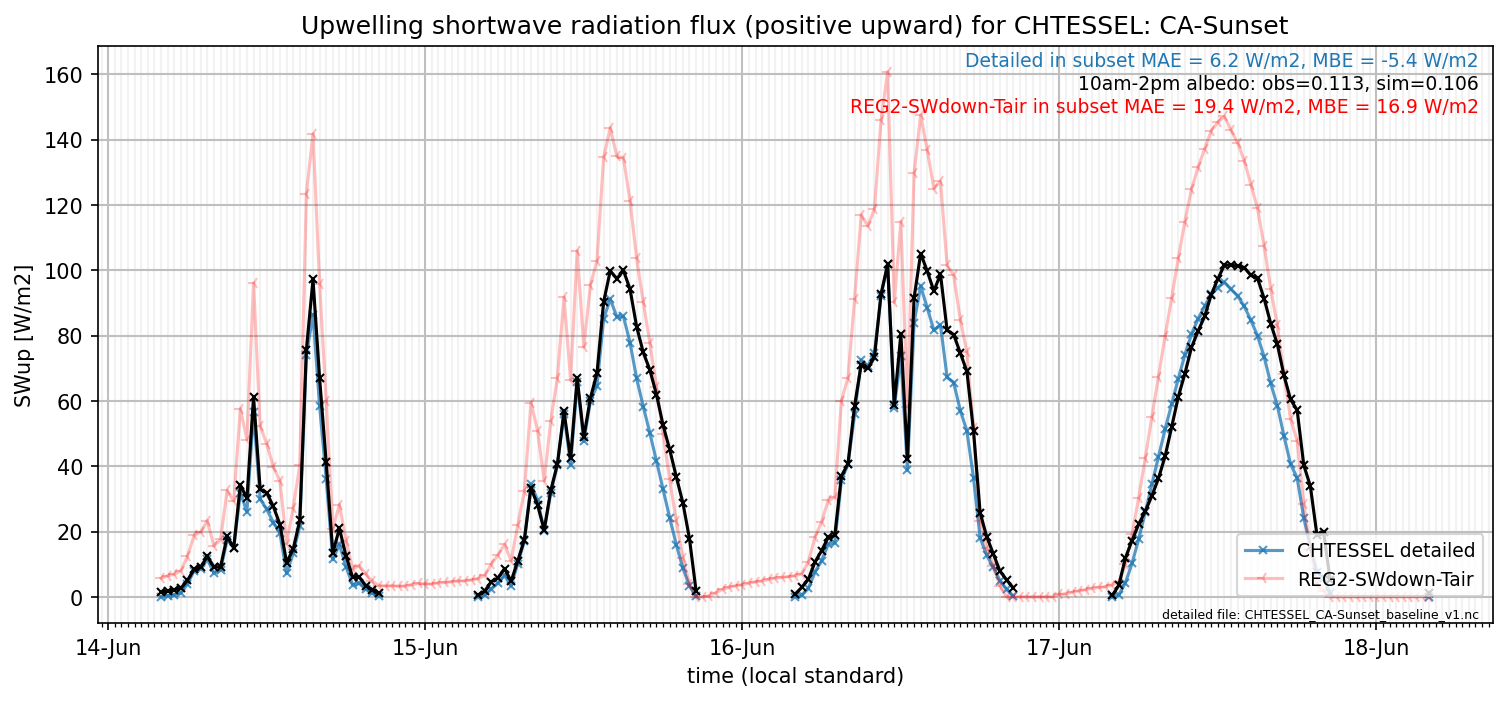 Upwelling shortwave radiation flux (positive upward) for CHTESSEL: CA-Sunset
Detailed in subset MAE = 6.2 W/m2, MBE = -5.4 W/m2
10am-2pm albedo: obs=0.113, sim=0.106
REG2-SWdown-Tair in subset MAE = 19.4 W/m2, MBE = 16.9 W/m2
SWup [W/m2]
160
140
120
100
80
60
40
20
0
CHTESSEL detailed
REG2-SWdown-Tair
detailed file: CHTESSEL_CA-Sunset_baseline_v1.nc
14-Jun
15-Jun
16-Jun
17-Jun
18-Jun
time (local standard)